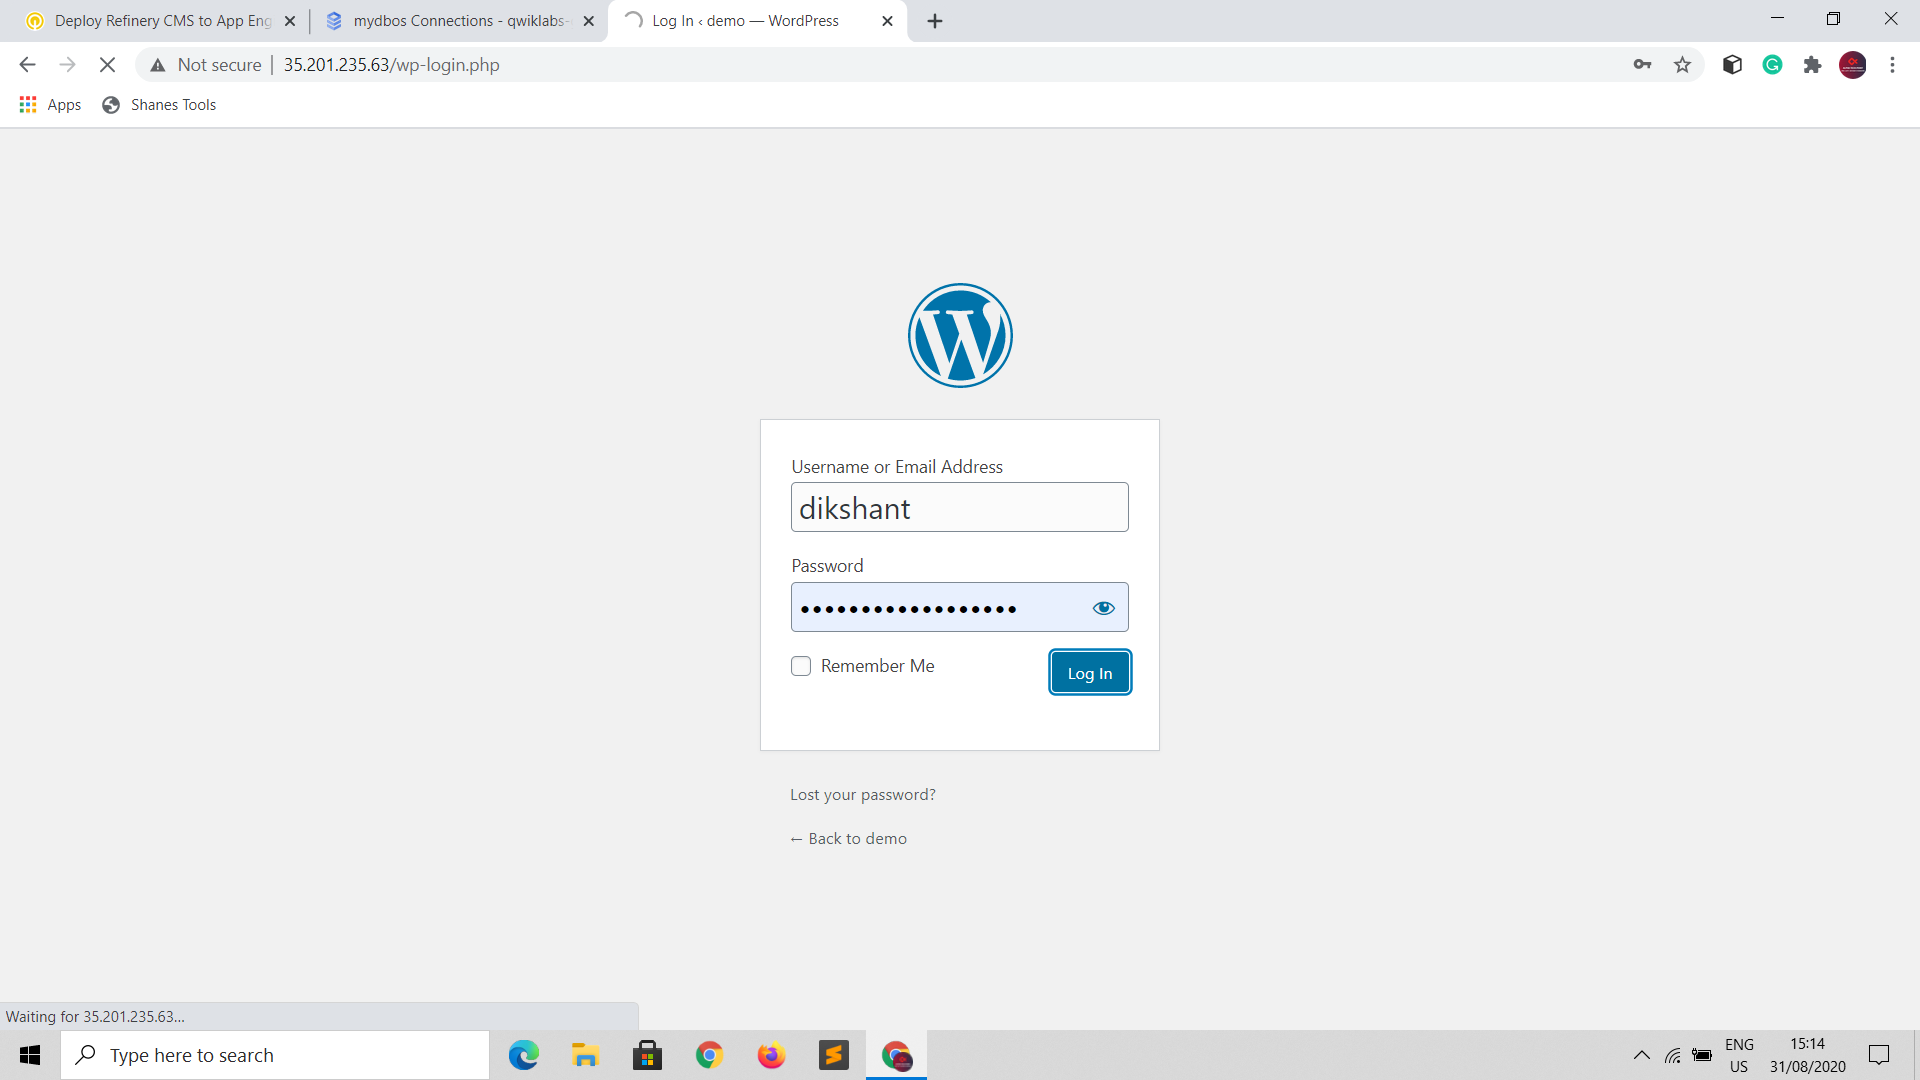 Deploy Refinery CMS to App Eng
mydbos Connections - qwiklabs-
Log In ‹ demo — WordPress
Not secure
35.201.235.63/wp-login.php
Apps
Shanes Tools
Username or Email Address
dikshant
Password
••••••••••••••••••
Remember Me
Log In
Lost your password?
← Back to demo
Waiting for 35.201.235.63...
Type here to search
ENG
US
15:14
31/08/2020